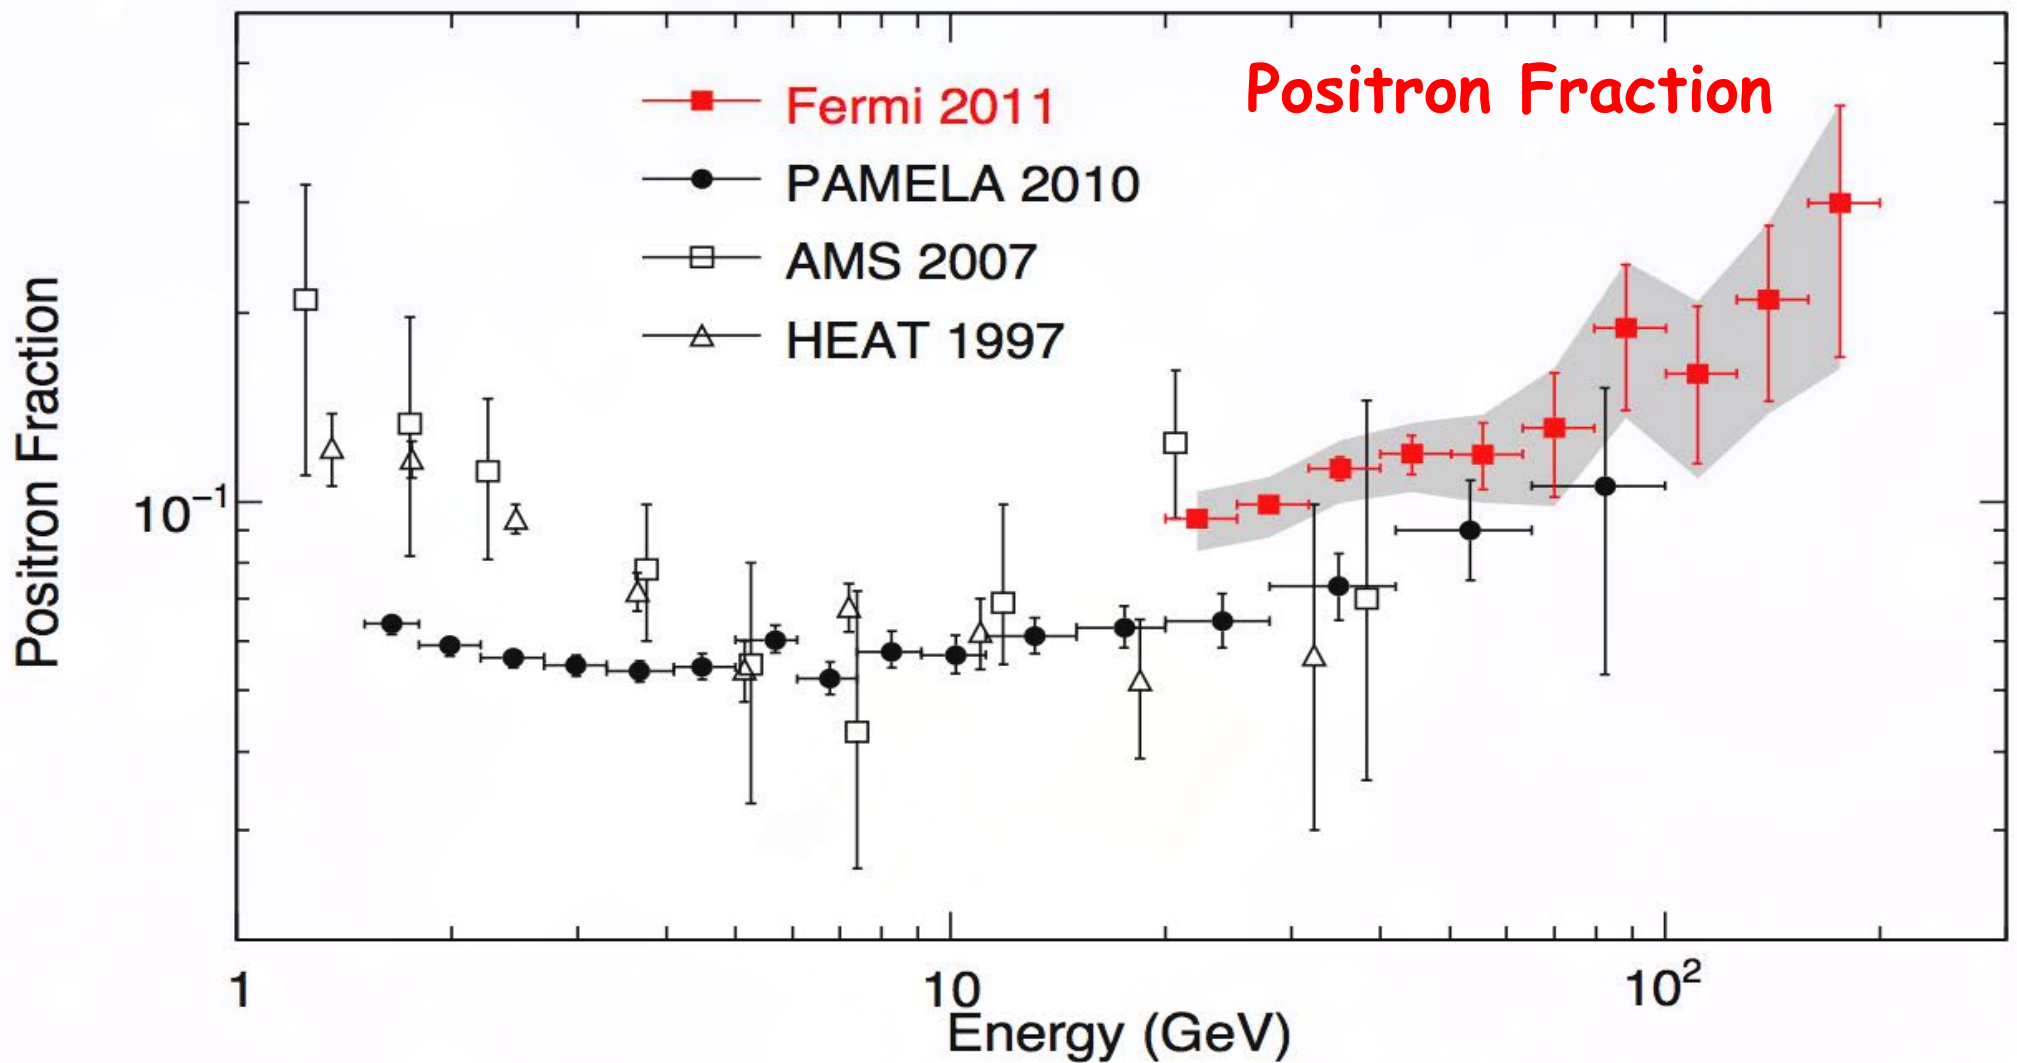 Positron Fraction
Fermi 2011
PAMELA 2010
AMS 2007
HEAT 1997
Positron Fraction
10⁻¹
1
10
10²
Energy (GeV)